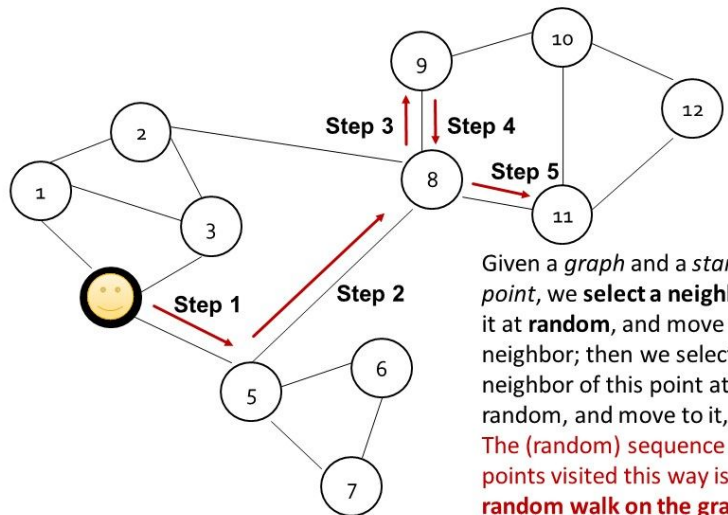 10
9
12
2
Step 3
Step 4
8
Step 5
1
11
3
Given a graph and a
point, we select a
it at random, and move
neighbor; then we select
neighbor of this point at
random, and move to it,
The (random) sequence
points visited this way is
random walk on the
Step 1
Step 2
6
5
7